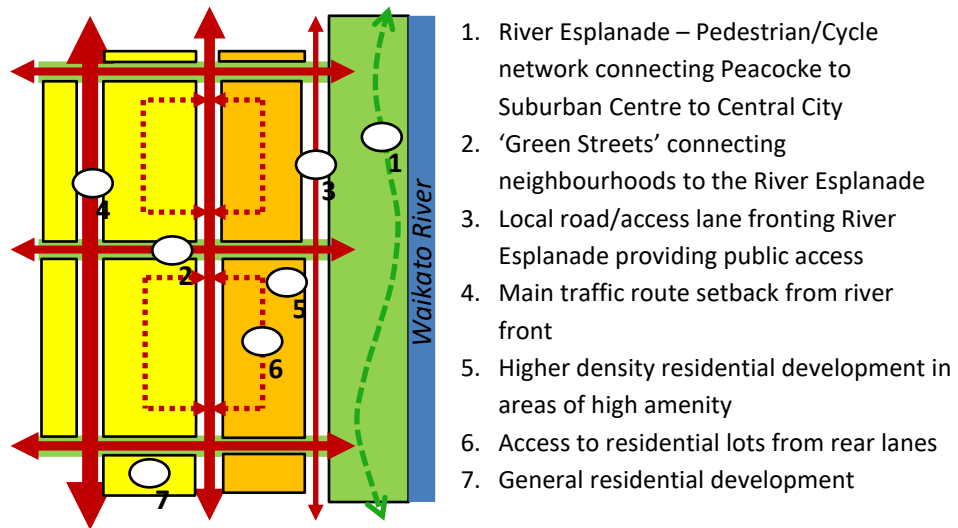 1
2
3
4
5
6
7
Waikato River
1. River Esplanade – Pedestrian/Cycle
network connecting Peacocke to
Suburban Centre to Central City
2. ‘Green Streets’ connecting
neighbourhoods to the River Esplanade
3. Local road/access lane fronting River
Esplanade providing public access
4. Main traffic route setback from river
front
5. Higher density residential development in
areas of high amenity
6. Access to residential lots from rear lanes
7. General residential development